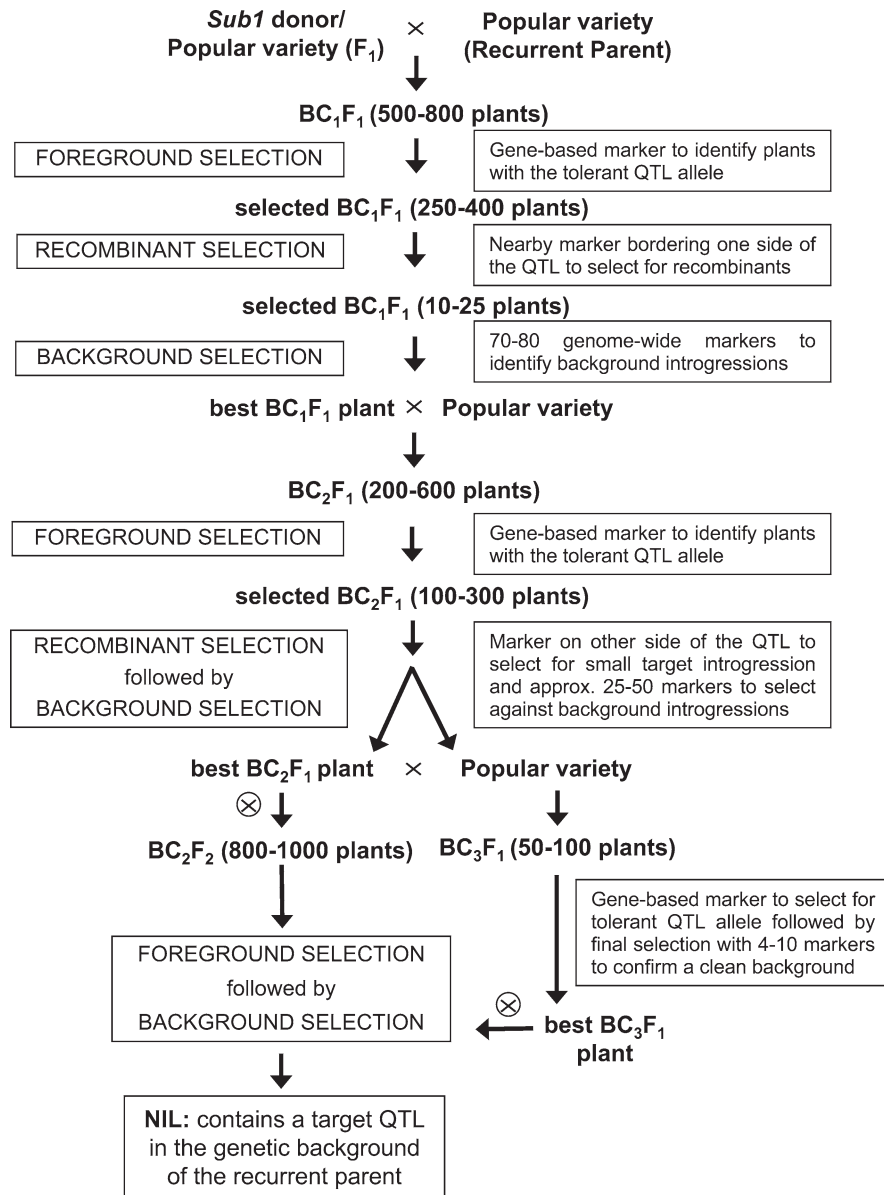 Sub1 donor/
Popular variety (F₁)
×
Popular variety
(Recurrent Parent)
BC₁F₁ (500-800 plants)
FOREGROUND SELECTION
Gene-based marker to identify plants
with the tolerant QTL allele
selected BC₁F₁ (250-400 plants)
RECOMBINANT SELECTION
Nearby marker bordering one side of
the QTL to select for recombinants
selected BC₁F₁ (10-25 plants)
BACKGROUND SELECTION
70-80 genome-wide markers to
identify background introgressions
best BC₁F₁ plant × Popular variety
BC₂F₁ (200-600 plants)
FOREGROUND SELECTION
Gene-based marker to identify plants
with the tolerant QTL allele
selected BC₂F₁ (100-300 plants)
RECOMBINANT SELECTION
followed by
BACKGROUND SELECTION
Marker on other side of the QTL to
select for small target introgression
and approx. 25-50 markers to select
against background introgressions
best BC₂F₁ plant × Popular variety
⊗
BC₂F₂ (800-1000 plants)
BC₃F₁ (50-100 plants)
Gene-based marker to select for
tolerant QTL allele followed by
final selection with 4-10 markers
to confirm a clean background
FOREGROUND SELECTION
followed by
BACKGROUND SELECTION
⊗
best BC₃F₁
plant
NIL: contains a target QTL
in the genetic background
of the recurrent parent